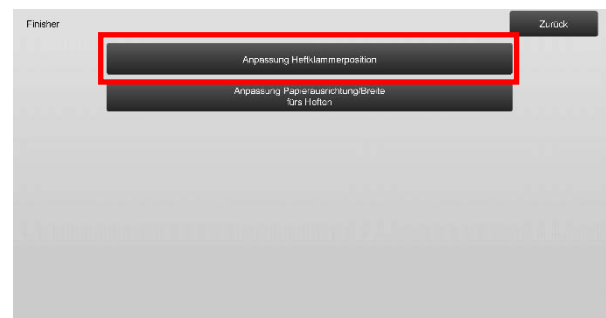 Finisher
Zurück
Anpassung Heftklammerposition
Anpassung Papierausrichtung/Breite
fürs Heften